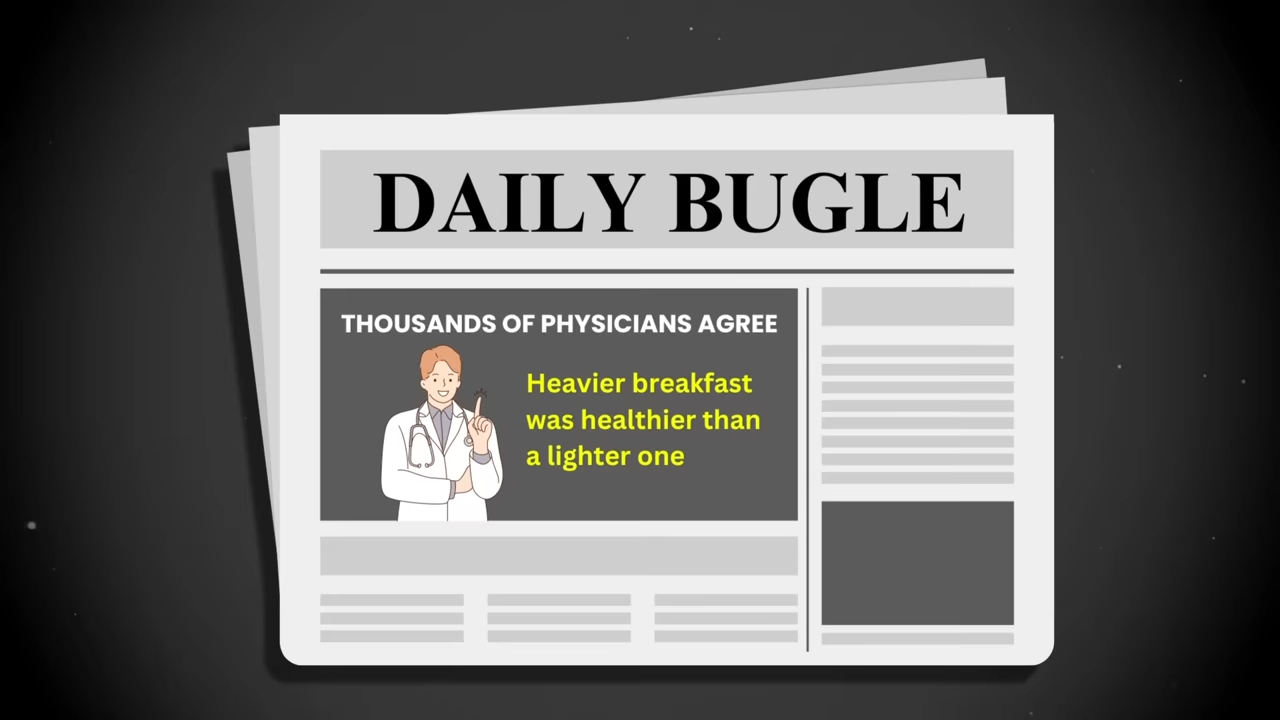 DAILY BUGLE
THOUSANDS OF PHYSICIANS AGREE
Heavier breakfast
was healthier than
a lighter one